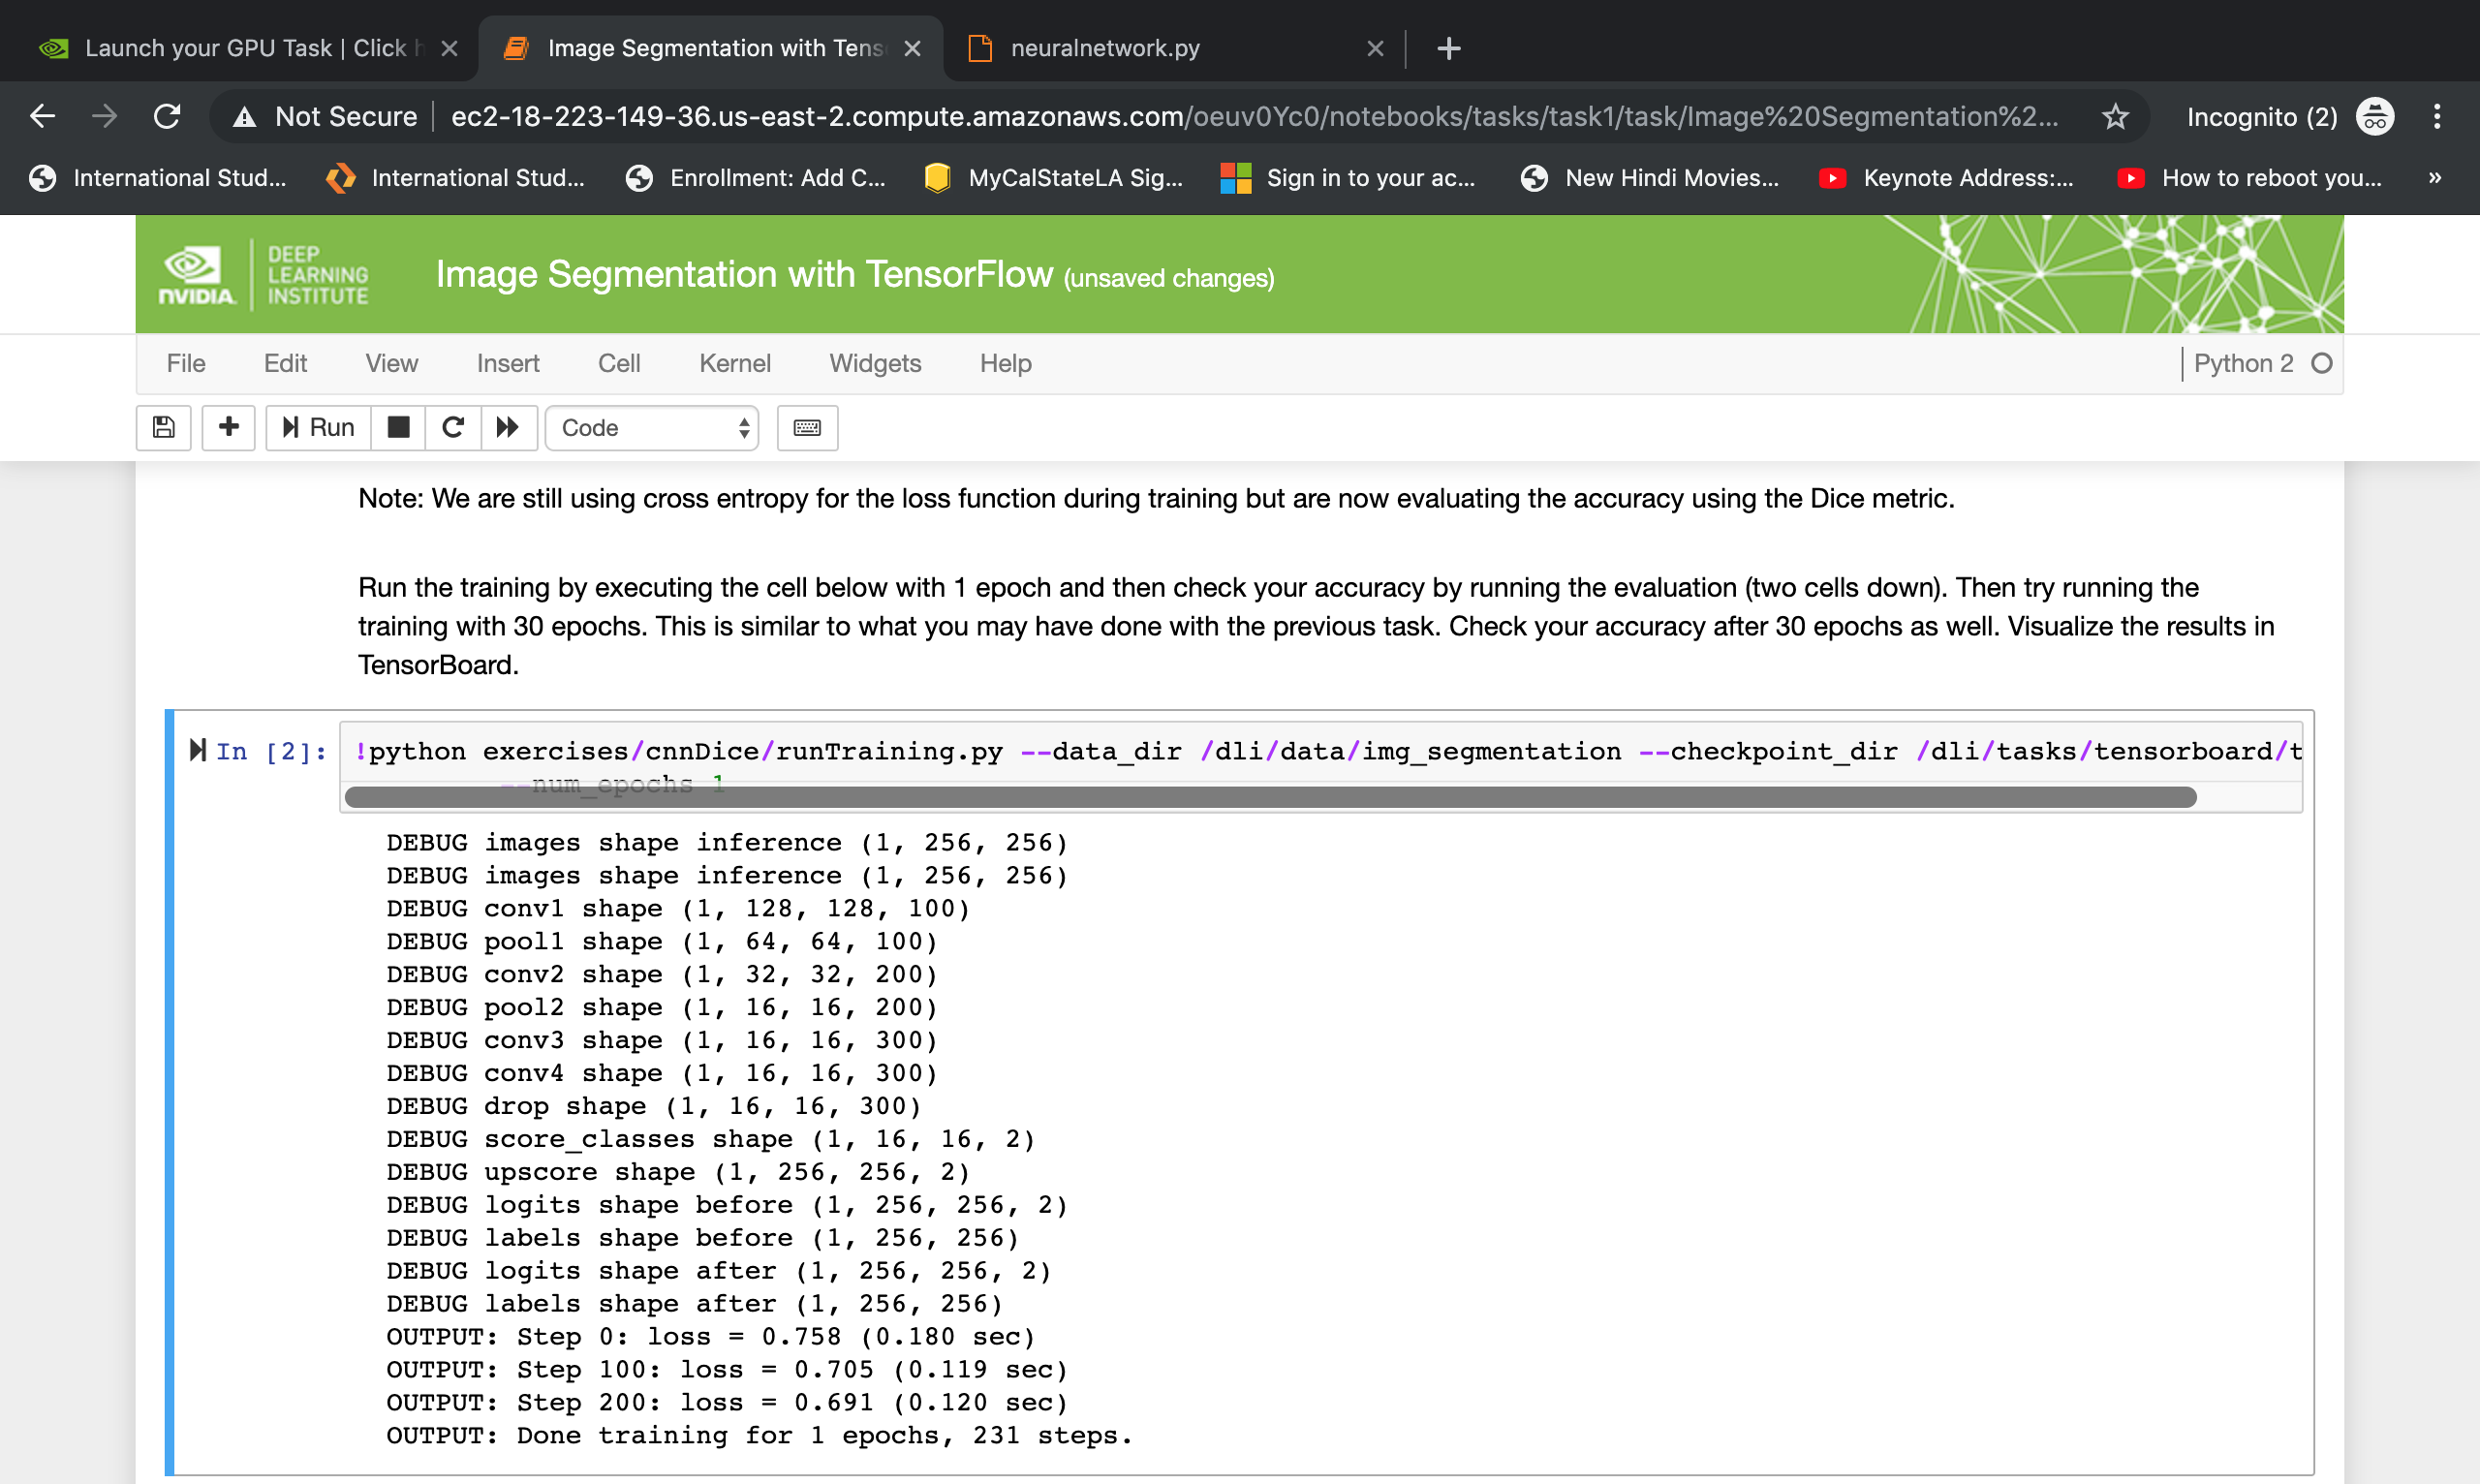 Launch your GPU Task | Click h
Image Segmentation with Tens
neuralnetwork.py
Not Secure
ec2-18-223-149-36.us-east-2.compute.amazonaws.com/oeuv0Yc0/notebooks/tasks/task1/task/Image%20Segmentation%2...
Incognito (2)
International Stud...
International Stud...
Enrollment: Add C...
MyCalStateLA Sig...
Sign in to your ac...
New Hindi Movies...
Keynote Address:...
How to reboot you...
»
NVIDIA.
DEEP
LEARNING
INSTITUTE
Image Segmentation with TensorFlow (unsaved changes)
File Edit View Insert Cell Kernel Widgets Help
Python 2
Run
Code
Note: We are still using cross entropy for the loss function during training but are now evaluating the accuracy using the Dice metric.
Run the training by executing the cell below with 1 epoch and then check your accuracy by running the evaluation (two cells down). Then try running the
training with 30 epochs. This is similar to what you may have done with the previous task. Check your accuracy after 30 epochs as well. Visualize the results in
TensorBoard.
In [2]:
!python exercises/cnnDice/runTraining.py --data_dir /dli/data/img_segmentation --checkpoint_dir /dli/tasks/tensorboard/t
--num_epochs 1
DEBUG images shape inference (1, 256, 256)
DEBUG images shape inference (1, 256, 256)
DEBUG conv1 shape (1, 128, 128, 100)
DEBUG pool1 shape (1, 64, 64, 100)
DEBUG conv2 shape (1, 32, 32, 200)
DEBUG pool2 shape (1, 16, 16, 200)
DEBUG conv3 shape (1, 16, 16, 300)
DEBUG conv4 shape (1, 16, 16, 300)
DEBUG drop shape (1, 16, 16, 300)
DEBUG score_classes shape (1, 16, 16, 2)
DEBUG upscore shape (1, 256, 256, 2)
DEBUG logits shape before (1, 256, 256, 2)
DEBUG labels shape before (1, 256, 256)
DEBUG logits shape after (1, 256, 256, 2)
DEBUG labels shape after (1, 256, 256)
OUTPUT: Step 0: loss = 0.758 (0.180 sec)
OUTPUT: Step 100: loss = 0.705 (0.119 sec)
OUTPUT: Step 200: loss = 0.691 (0.120 sec)
OUTPUT: Done training for 1 epochs, 231 steps.